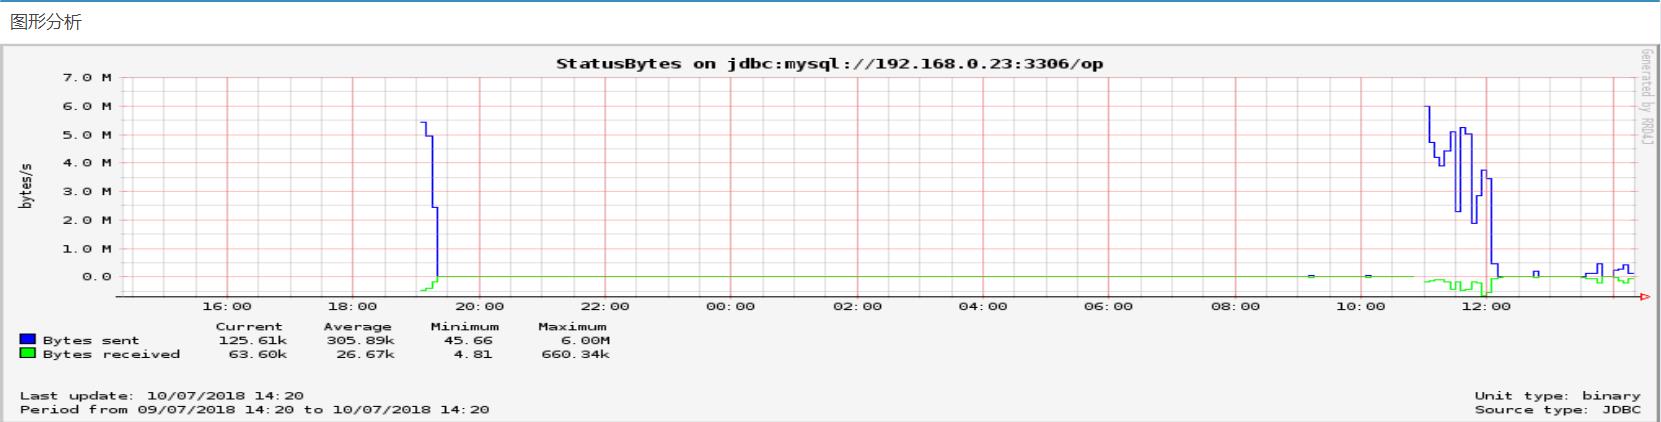 图形分析
StatusBytes on jdbc:mysql://192.168.0.23:3306/op
7.0 M
6.0 M
5.0 M
4.0 M
3.0 M
2.0 M
1.0 M
0.0
bytes/s
16:00 18:00 20:00 22:00 00:00 02:00 04:00 06:00 08:00 10:00 12:00
Generated by RRD4J
Current Average Minimum Maximum
Bytes sent 125.61k 305.89k 45.66 6.00M
Bytes received 63.60k 26.67k 4.81 660.34k
Last update: 10/07/2018 14:20
Period from 09/07/2018 14:20 to 10/07/2018 14:20
Unit type: binary
Source type: JDBC